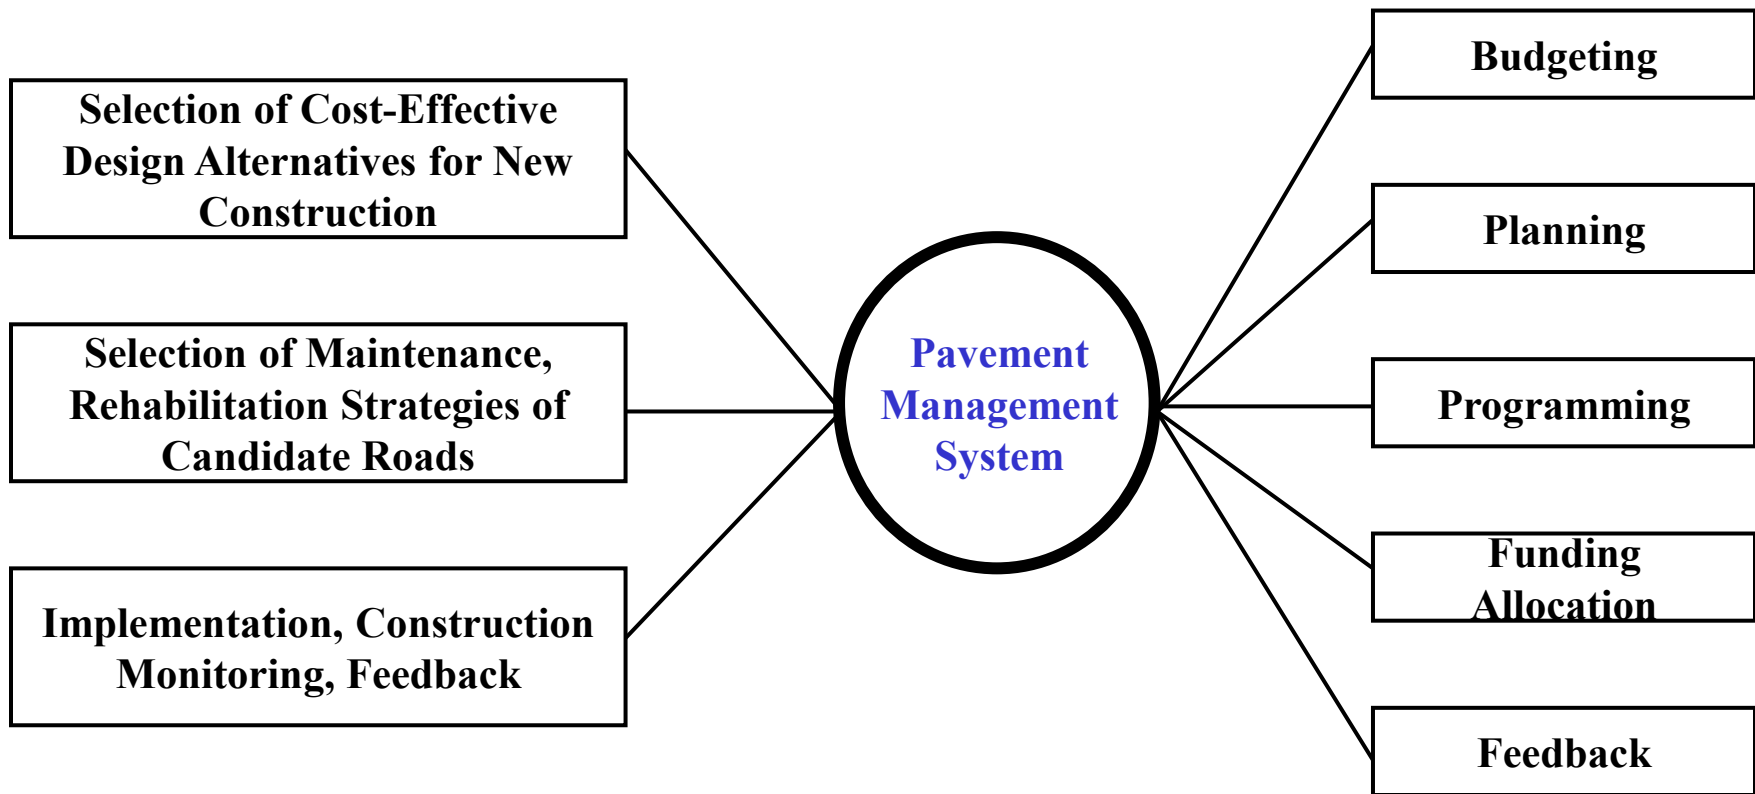 Selection of Cost-Effective
Design Alternatives for New
Construction
Selection of Maintenance,
Rehabilitation Strategies of
Candidate Roads
Implementation, Construction
Monitoring, Feedback
Pavement
Management
System
Budgeting
Planning
Programming
Funding
Allocation
Feedback